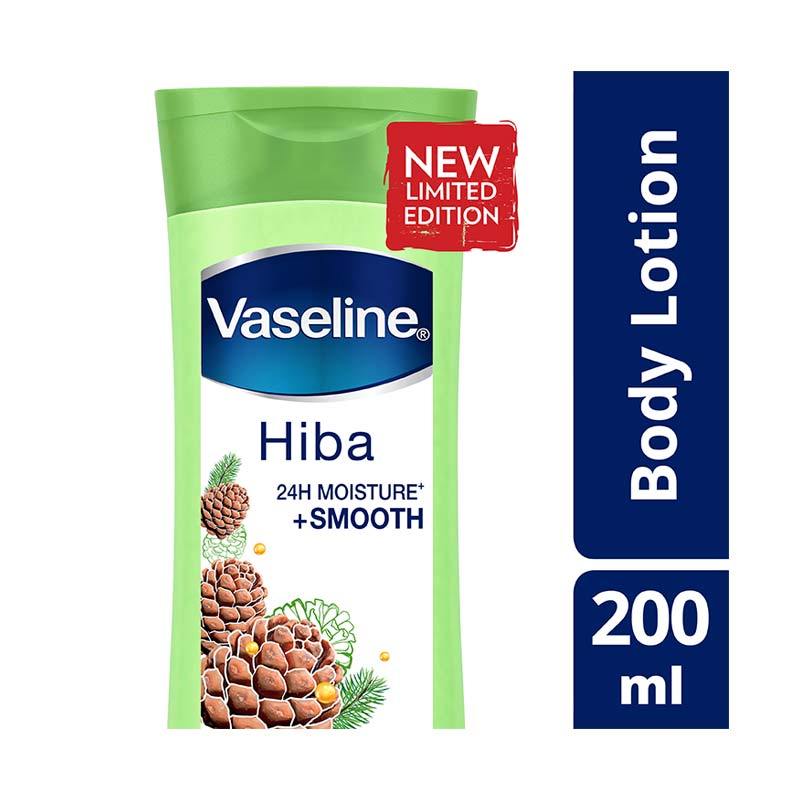 NEW
LIMITED
EDITION
Vaseline®
Hiba
24H MOISTURE⁺
+SMOOTH
Body Lotion
200
ml